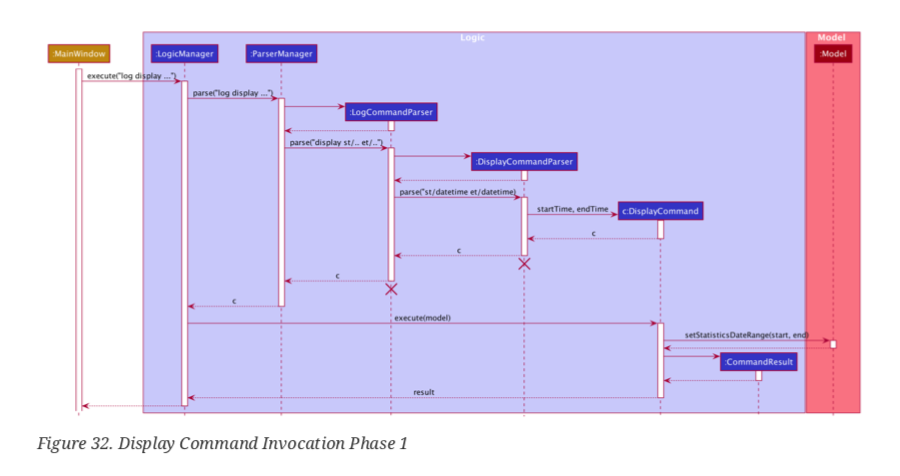 Logic
Model
:MainWindow
:LogicManager
:ParserManager
:Model
execute("log display ...")
parse("log display ...")
:LogCommandParser
parse("display st/.. et/..")
:DisplayCommandParser
parse("st/datetime et/datetime)
startTime, endTime
c:DisplayCommand
c
c
c
c
execute(model)
setStatisticsDateRange(start, end)
:CommandResult
result
Figure 32. Display Command Invocation Phase 1